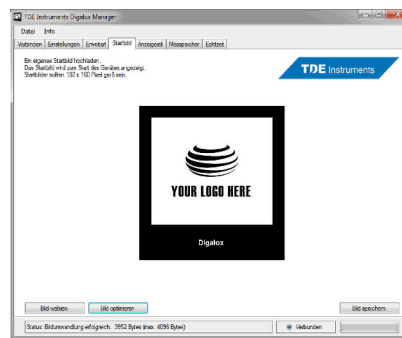 TDE Instruments Digalox Manager
Datei Info
Verbinden Einstellungen Erweitert Startbild Anzeigestil Messspeicher Echtzeit
Ein eigenes Startbild hochladen.
Das Startbild wird zum Start des Gerätes angezeigt.
Startbilder sollten 192 x 160 Pixel groß sein.
TDE Instruments
YOUR LOGO HERE
Digalox
Bild wählen Bild optimieren Bild speichern
Status: Bildumwandlung erfolgreich. 3952 Bytes (max. 4096 Bytes) Verbunden